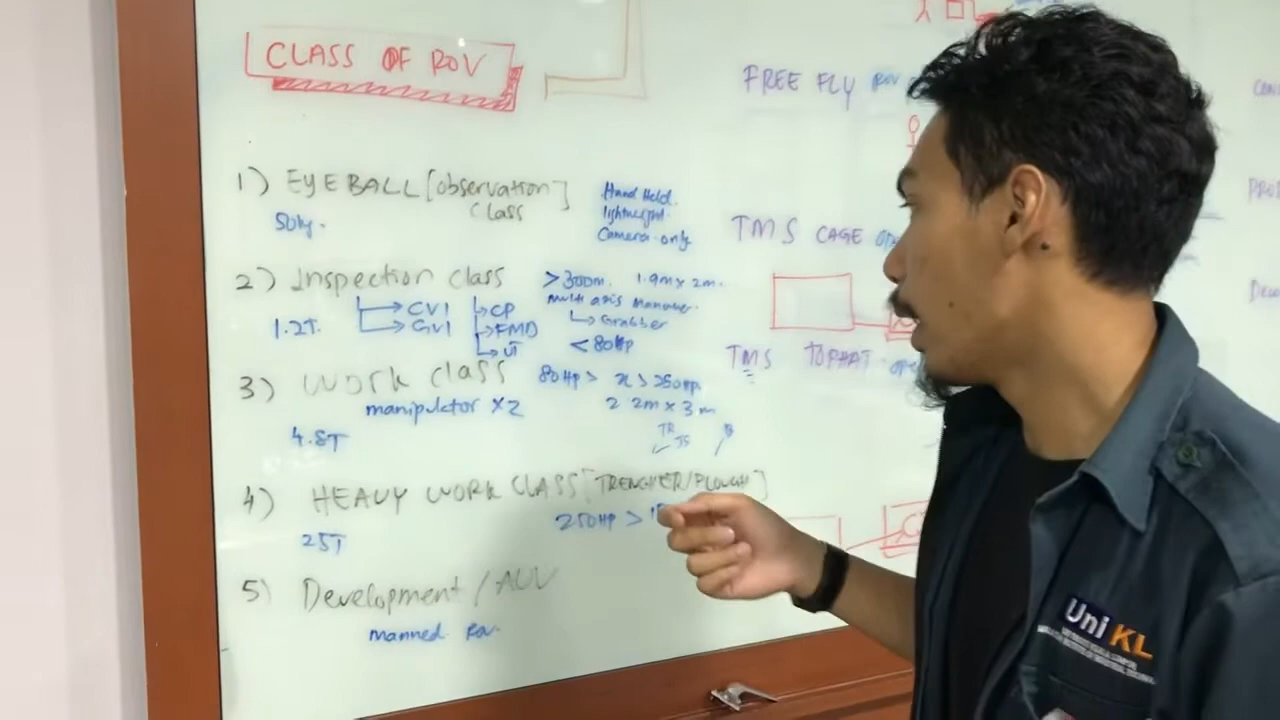 CLASS OF ROV
1) EYEBALL [observation]
class
50kg.
Hand Held.
lightweight.
Camera only
2) Inspection class
1.2T.
CVI
GVI
CP
FMD
UT
>300m. 1.9m x 2m.
multi axis
Grabber
< 80Hp
3) Work class
80Hp >
manipulator x2
2.2m x 3m
4.8T
4) HEAVY WORK CLASS [TRENCHER/PLOUGH]
250HP >
25T
5) Development / AUV
manned
FREE FLY
TMS CAGE
TMS TOPHAT
UniKL